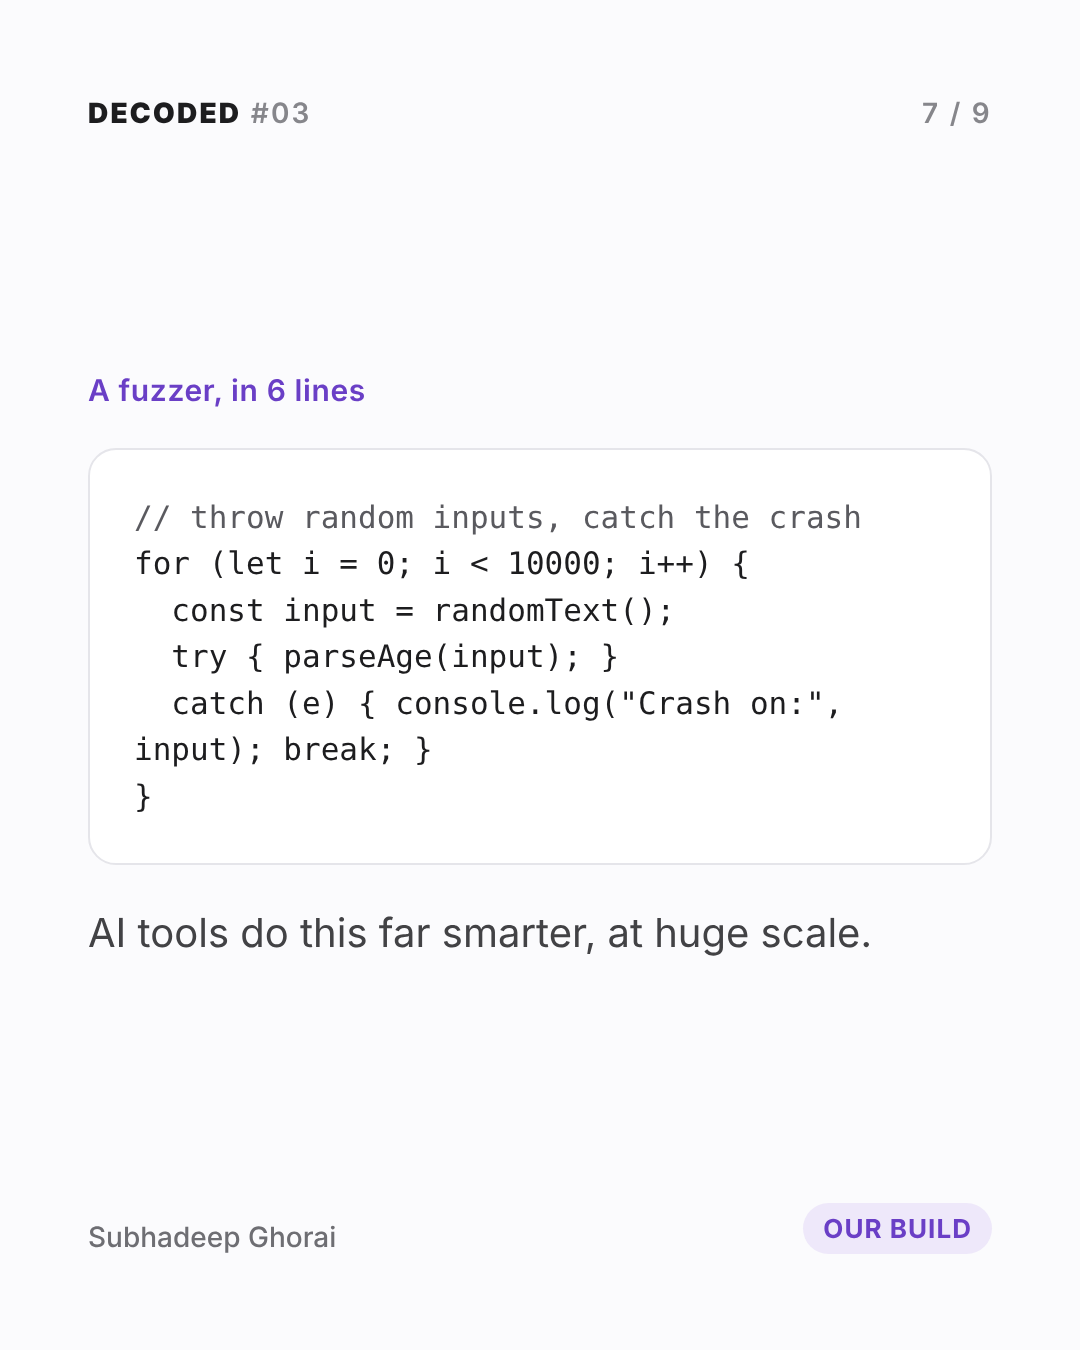 DECODED #03
7 / 9
A fuzzer, in 6 lines
// throw random inputs, catch the crash
for (let i = 0; i < 10000; i++) {
  const input = randomText();
  try { parseAge(input); }
  catch (e) { console.log("Crash on:",
input); break; }
}
AI tools do this far smarter, at huge scale.
Subhadeep Ghorai
OUR BUILD